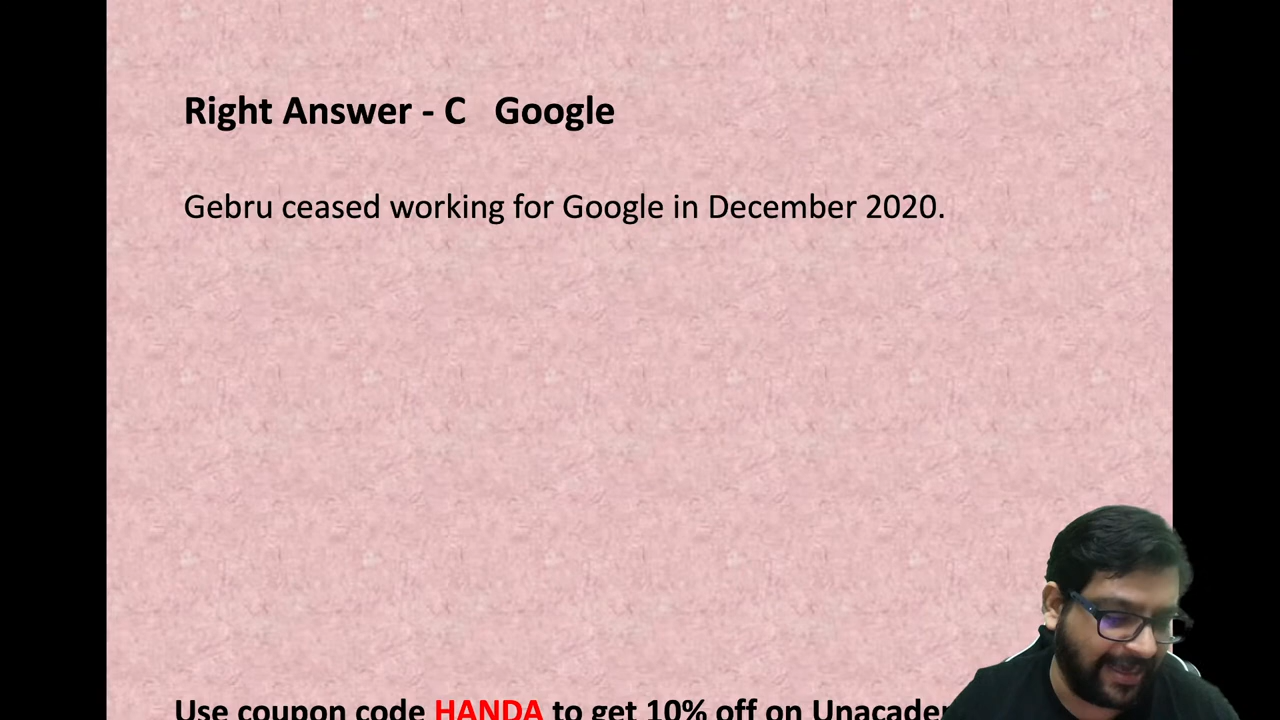 Right Answer - C Google
Gebru ceased working for Google in December 2020.
Use coupon code HANDA to get 10% off on